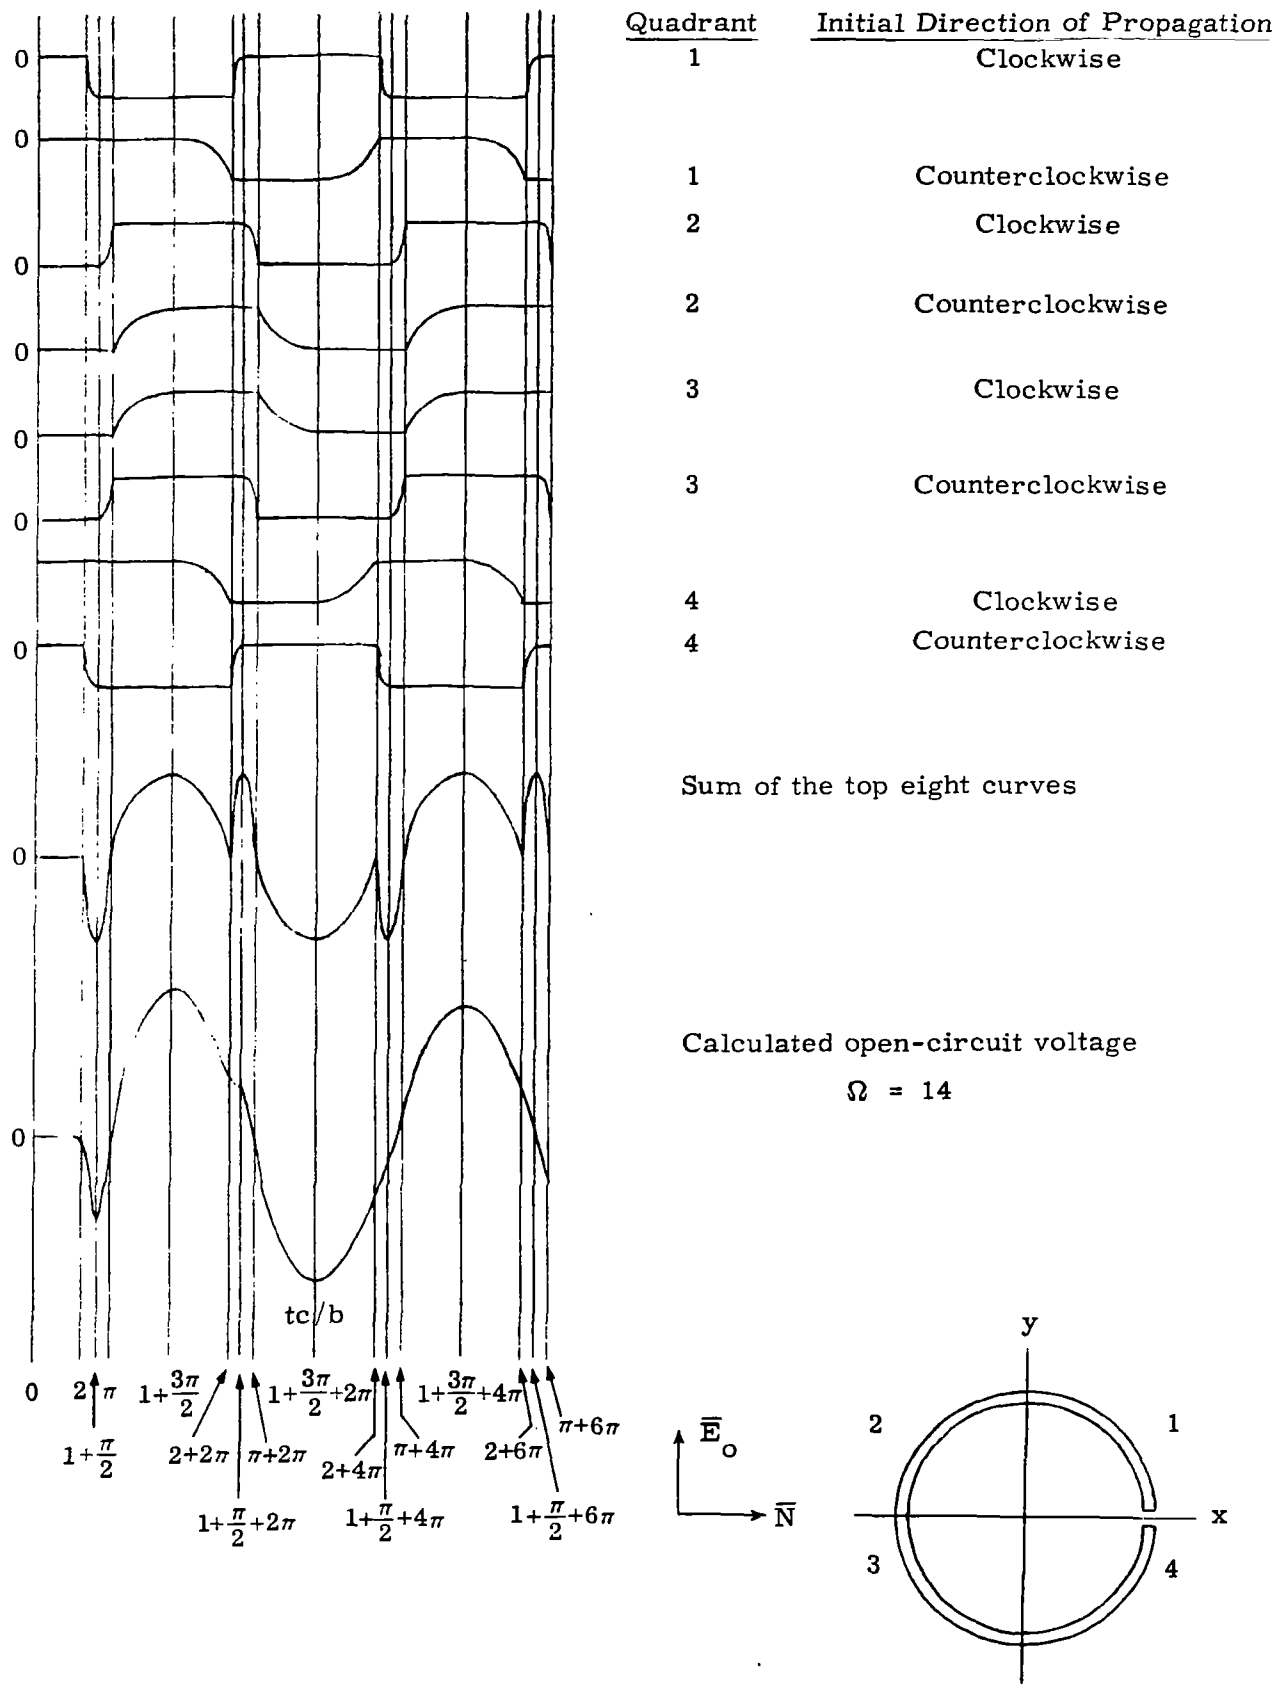 Quadrant Initial Direction of Propagation
0 1 Clockwise
0
1 Counterclockwise
2 Clockwise
0
2 Counterclockwise
0
3 Clockwise
0
3 Counterclockwise
0
4 Clockwise
0 4 Counterclockwise
Sum of the top eight curves
0
Calculated open-circuit voltage
Ω = 14
0
tc/b
0 2 π 1+3π/2 1+3π/2+2π 1+3π/2+4π
1+π/2 2+2π π+2π 2+4π π+4π 2+6π π+6π
1+π/2+2π 1+π/2+4π 1+π/2+6π
E̅o
N̅
y
2 1
x
3 4